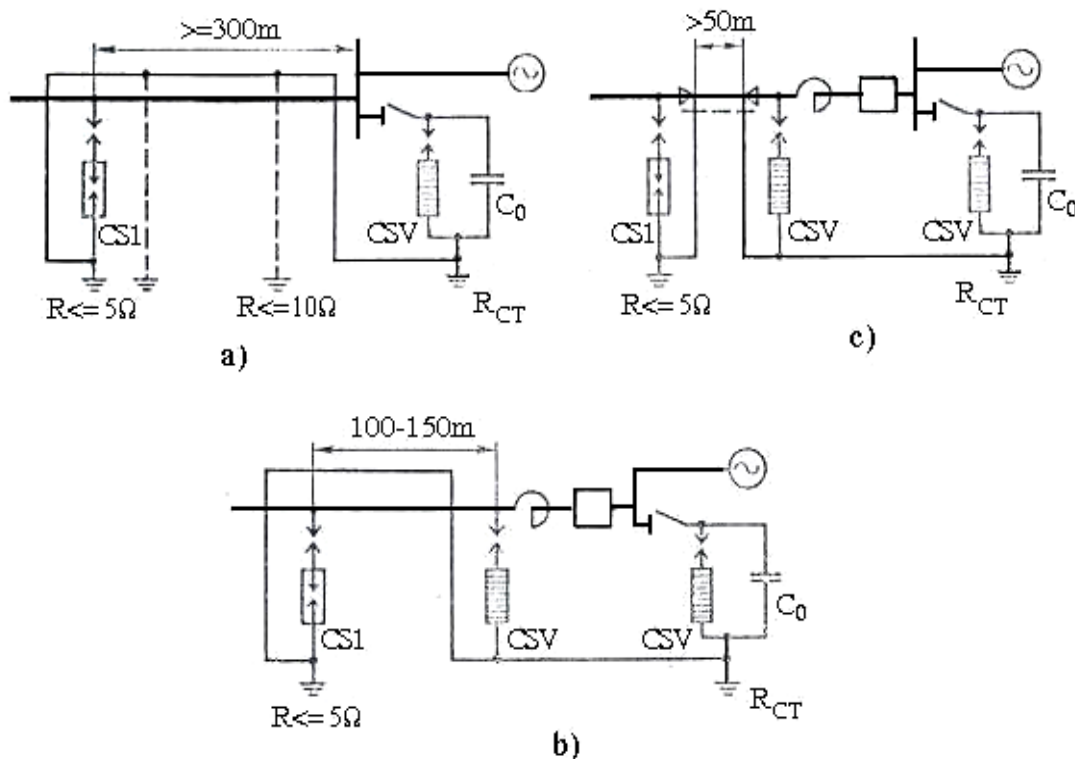 >=300m
CS1
CSV
C0
R<= 5Ω
R<=10Ω
RCT
a)
>50m
CS1
CSV
CSV
C0
R<= 5Ω
RCT
c)
100-150m
CS1
CSV
CSV
C0
R<= 5Ω
RCT
b)